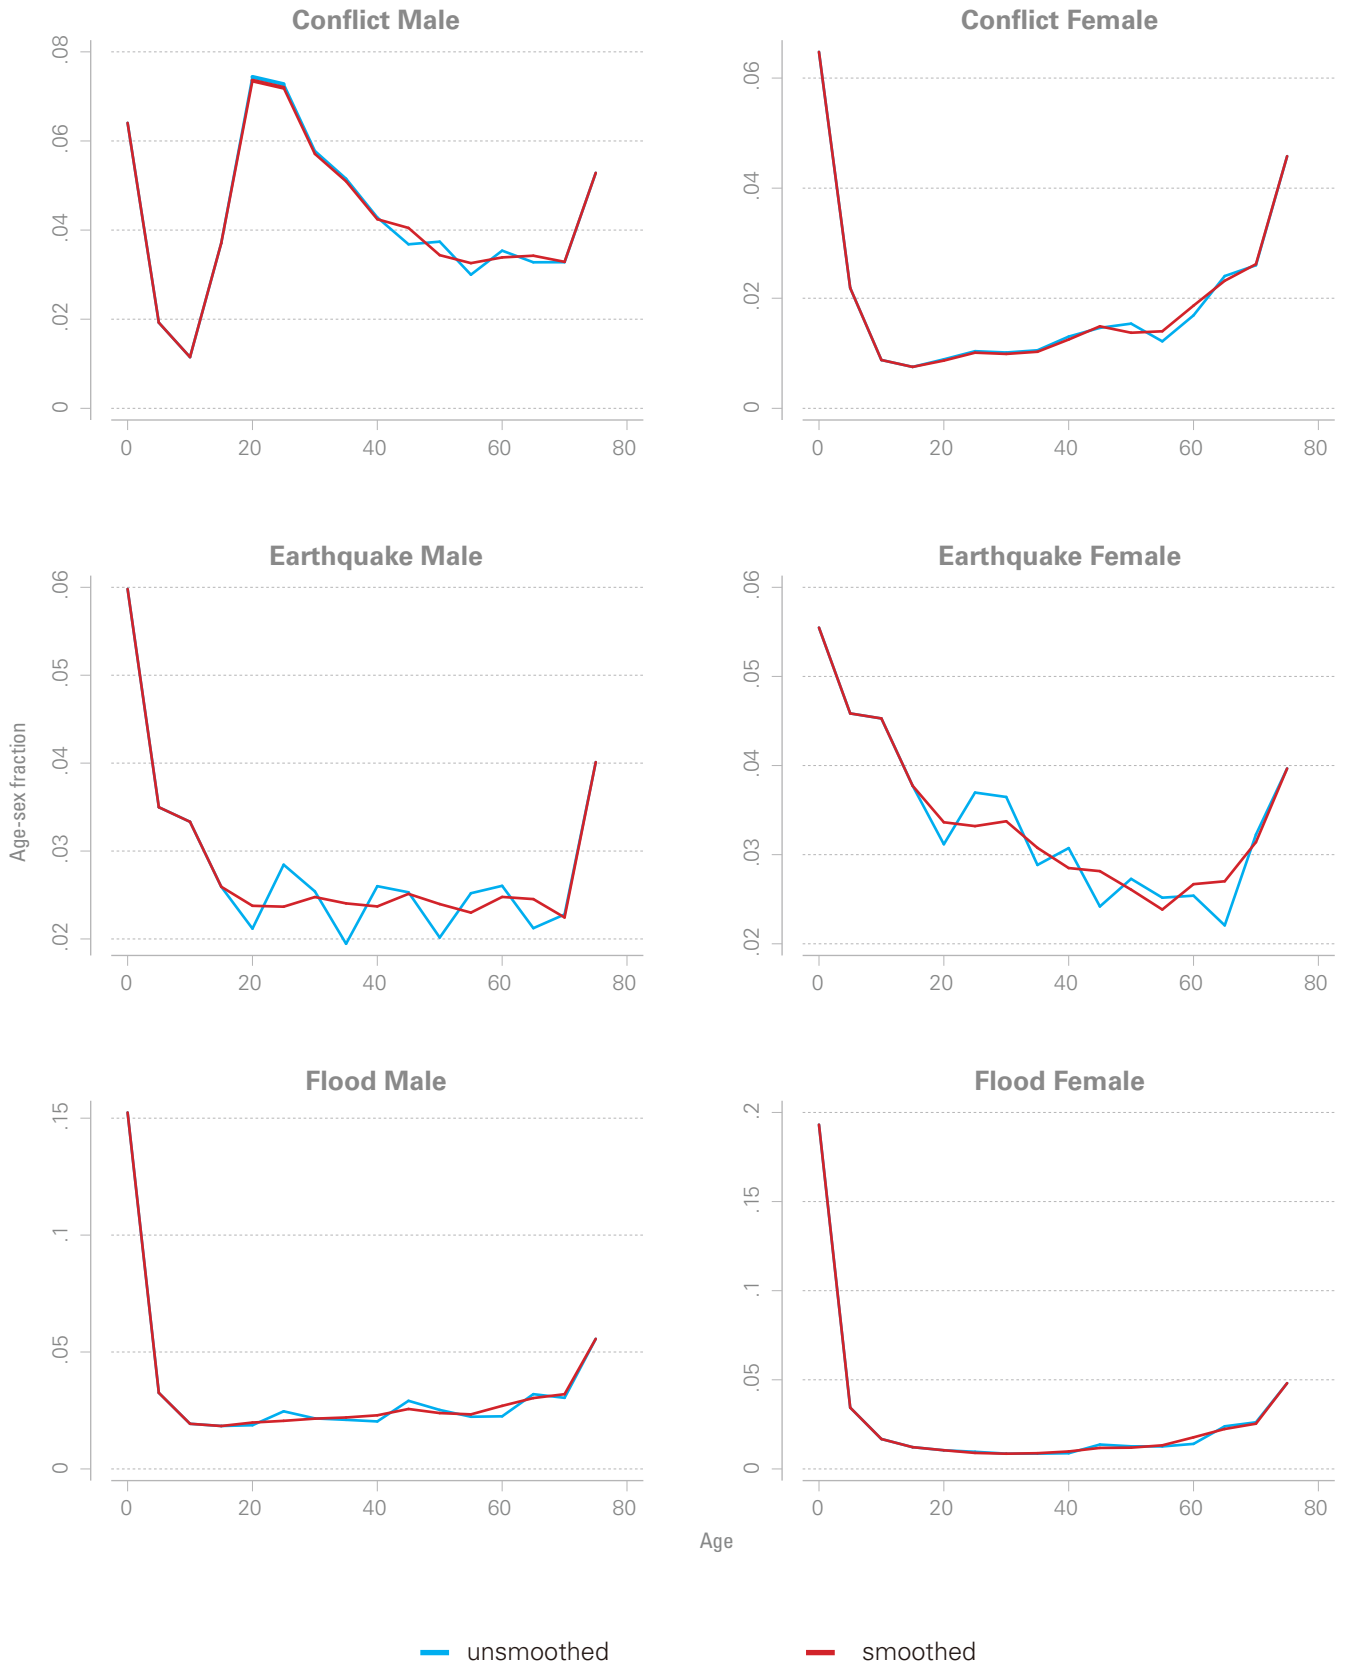 Conflict Male
Conflict Female
.08
.06
.04
.02
0
0 20 40 60 80
.06
.04
.02
0
0 20 40 60 80
Earthquake Male
Earthquake Female
Age-sex fraction
.06
.05
.04
.03
.02
0 20 40 60 80
.06
.05
.04
.03
.02
0 20 40 60 80
Flood Male
Flood Female
.15
.1
.05
0
0 20 40 60 80
.2
.15
.1
.05
0
0 20 40 60 80
Age
unsmoothed
smoothed